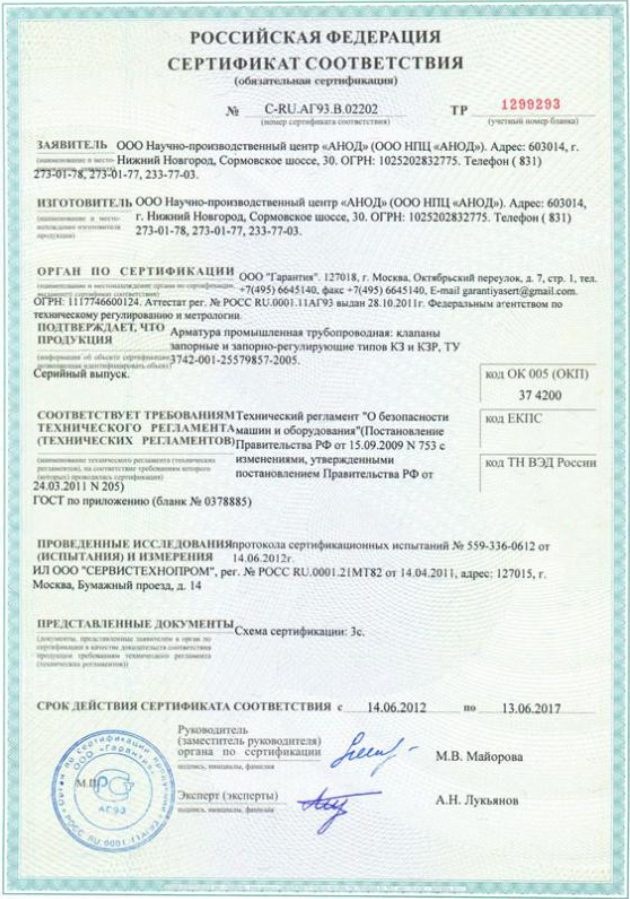 РОССИЙСКАЯ ФЕДЕРАЦИЯ
СЕРТИФИКАТ СООТВЕТСТВИЯ
(обязательная сертификация)
№ C-RU.АГ93.В.02202 ТР 1299293
(номер сертификата соответствия) (учетный номер бланка)
ЗАЯВИТЕЛЬ ООО Научно-производственный центр «АНОД» (ООО НПЦ «АНОД»). Адрес: 603014, г.
(наименование и место- Нижний Новгород, Сормовское шоссе, 30. ОГРН: 1025202832775. Телефон ( 831)
273-01-78, 273-01-77, 233-77-03.
ИЗГОТОВИТЕЛЬ ООО Научно-производственный центр «АНОД» (ООО НПЦ «АНОД»). Адрес: 603014,
(наименование и место- г. Нижний Новгород, Сормовское шоссе, 30. ОГРН: 1025202832775. Телефон ( 831)
нахождение изготовителя 273-01-78, 273-01-77, 233-77-03.
продукции)
ОРГАН ПО СЕРТИФИКАЦИИ ООО "Гарантия". 127018, г. Москва, Октябрьский переулок, д. 7, стр. 1, тел.
(наименование и местонахождение органа по сертификации, +7(495) 6645140, факс +7(495) 6645140, E-mail garantiyasert@gmail.com.
выдавшего сертификат соответствия)
ОГРН: 1117746600124. Аттестат рег. № РОСС RU.0001.11АГ93 выдан 28.10.2011г. Федеральным агентством по
техническому регулированию и метрологии.
ПОДТВЕРЖДАЕТ, ЧТО Арматура промышленная трубопроводная: клапаны
ПРОДУКЦИЯ запорные и запорно-регулирующие типов КЗ и КЗР, ТУ
(информация об объекте сертификации, 3742-001-25579857-2005.
позволяющая идентифицировать объект)
Серийный выпуск.
код ОК 005 (ОКП)
37 4200
СООТВЕТСТВУЕТ ТРЕБОВАНИЯМ Технический регламент "О безопасности
ТЕХНИЧЕСКОГО РЕГЛАМЕНТА машин и оборудования"(Постановление
(ТЕХНИЧЕСКИХ РЕГЛАМЕНТОВ) Правительства РФ от 15.09.2009 N 753 с
код ЕКПС
(наименование технического регламента (технических изменениями, утвержденными
регламентов), на соответствие требованиям которого постановлением Правительства РФ от
(которых) проводилась сертификация)
код ТН ВЭД России
24.03.2011 N 205)
ГОСТ по приложению (бланк № 0378885)
ПРОВЕДЕННЫЕ ИССЛЕДОВАНИЯ протокола сертификационных испытаний № 559-336-0612 от
(ИСПЫТАНИЯ) И ИЗМЕРЕНИЯ 14.06.2012г.
ИЛ ООО "СЕРВИСТЕХНОПРОМ", рег. № РОСС RU.0001.21МТ82 от 14.04.2011, адрес: 127015, г.
Москва, Бумажный проезд, д. 14
ПРЕДСТАВЛЕННЫЕ ДОКУМЕНТЫ Схема сертификации: 3с.
(документы, представленные заявителем в орган по
сертификации в качестве доказательств соответствия
продукции требованиям технического регламента
(технических регламентов))
СРОК ДЕЙСТВИЯ СЕРТИФИКАТА СООТВЕТСТВИЯ с 14.06.2012 по 13.06.2017
Руководитель
(заместитель руководителя)
органа по сертификации М.В. Майорова
подпись, инициалы, фамилия
М.П.
Эксперт (эксперты) А.Н. Лукьянов
подпись, инициалы, фамилия
Орган по сертификации продукции
ООО «Гарантия»
АГ93
РОСС RU.0001.11АГ93